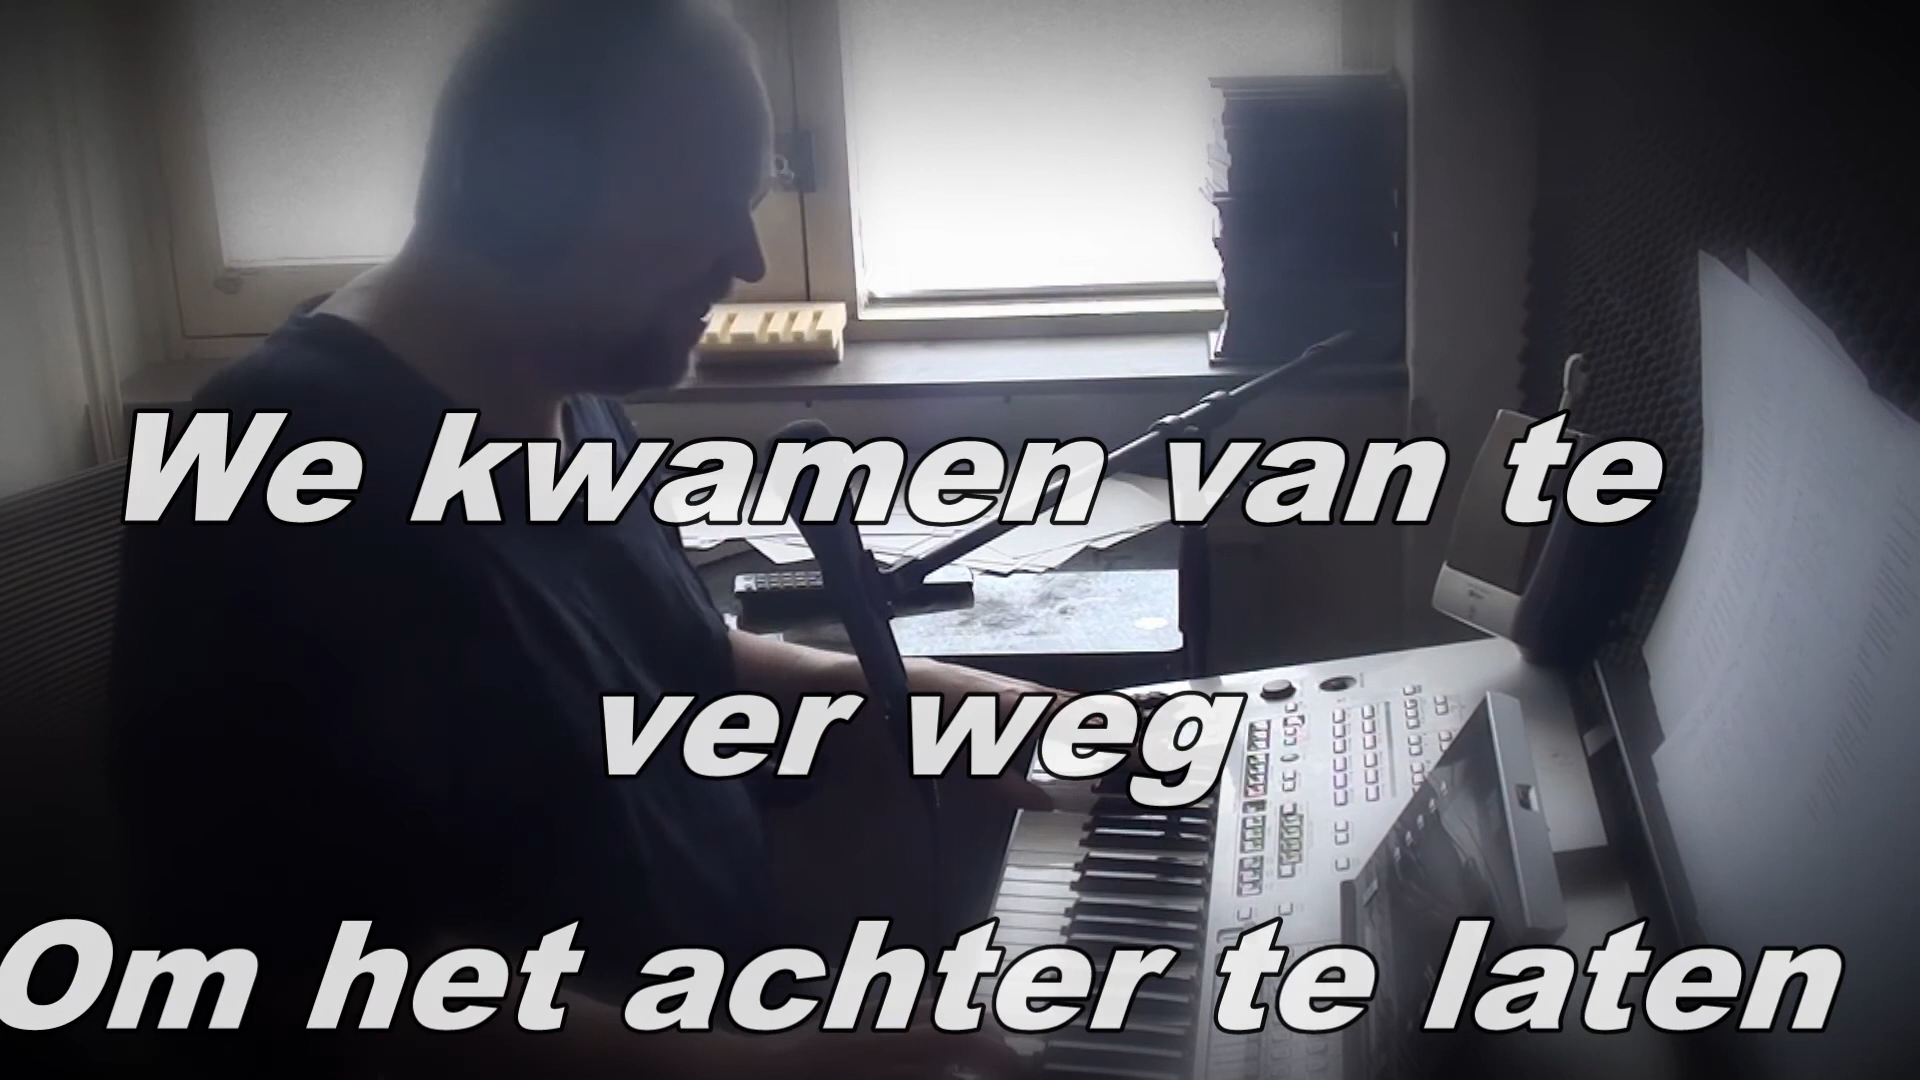 We kwamen van te
ver weg
Om het achter te laten